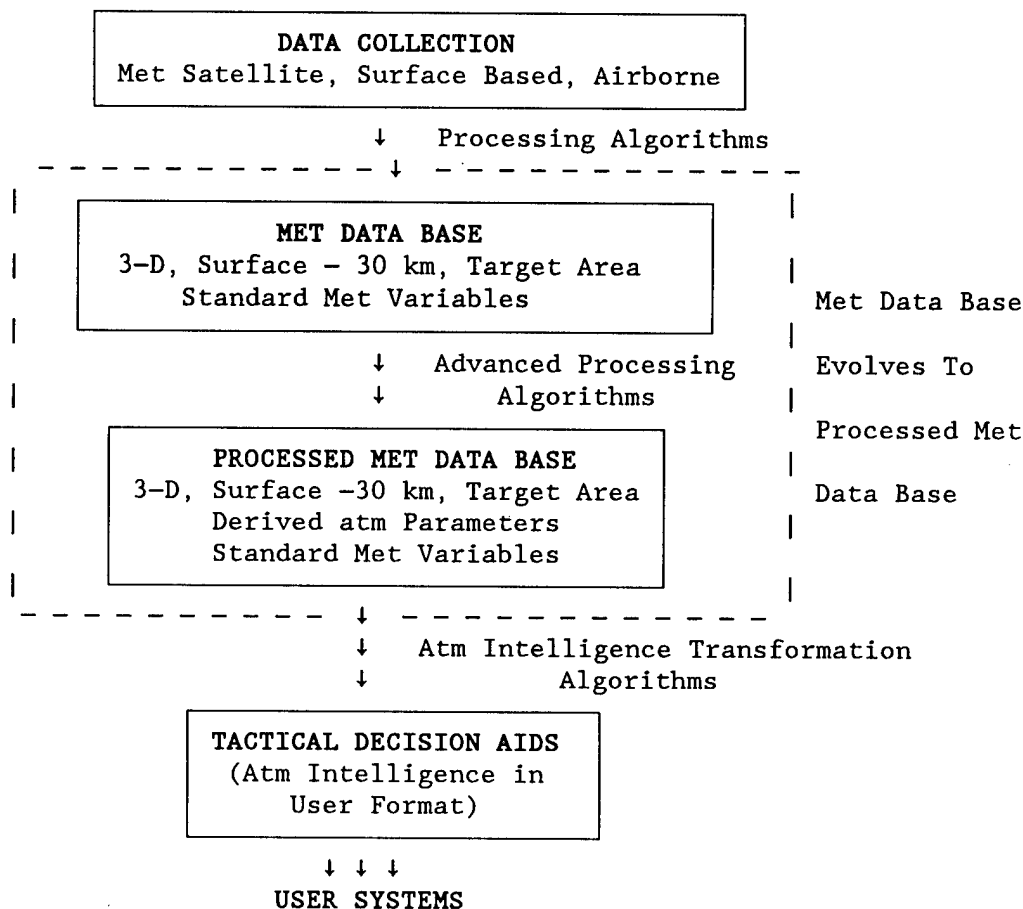 DATA COLLECTION
Met Satellite, Surface Based, Airborne
↓ Processing Algorithms
↓
MET DATA BASE
3-D, Surface - 30 km, Target Area
Standard Met Variables
↓ Advanced Processing
↓ Algorithms
PROCESSED MET DATA BASE
3-D, Surface -30 km, Target Area
Derived atm Parameters
Standard Met Variables
Met Data Base
Evolves To
Processed Met
Data Base
↓
↓ Atm Intelligence Transformation
↓ Algorithms
TACTICAL DECISION AIDS
(Atm Intelligence in
User Format)
↓ ↓ ↓
USER SYSTEMS